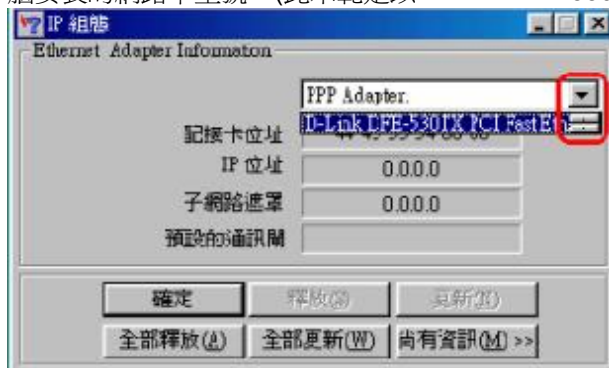 IP 組態
Ethernet Adapter Information
PPP Adapter.
D-Link DFE-530TX PCI Fast Eth
記接卡位址
IP 位址 0.0.0.0
子網路遮罩 0.0.0.0
預設的通訊閘
確定 釋放(S) 更新(N)
全部釋放(A) 全部更新(W) 尚有資訊(M) >>